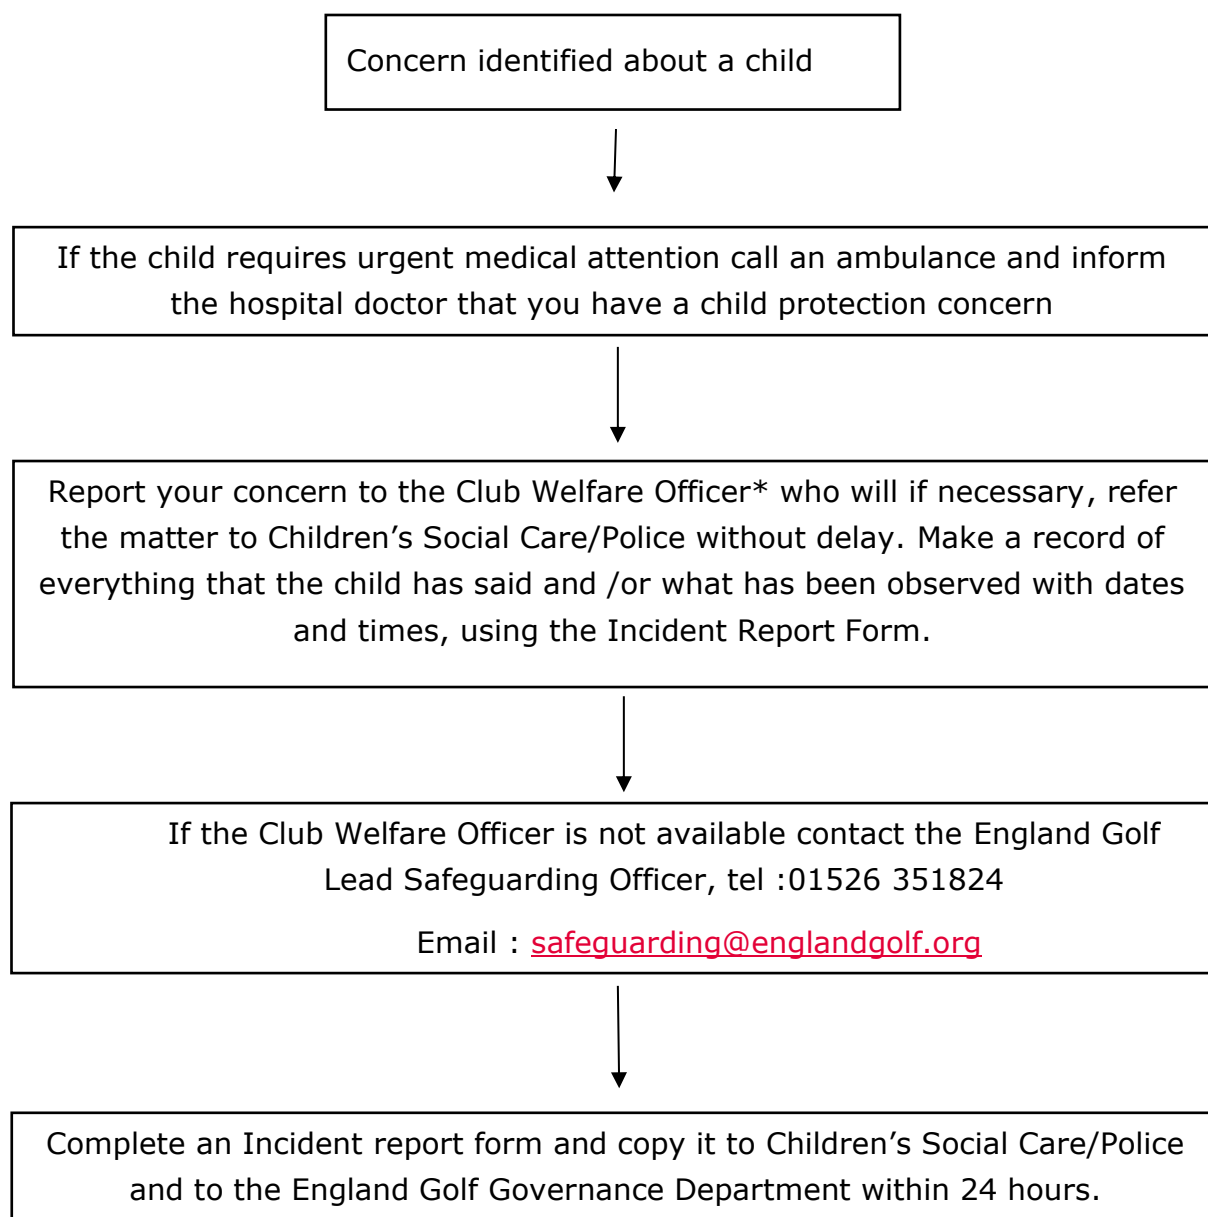 Concern identified about a child
If the child requires urgent medical attention call an ambulance and inform
the hospital doctor that you have a child protection concern
Report your concern to the Club Welfare Officer* who will if necessary, refer
the matter to Children’s Social Care/Police without delay. Make a record of
everything that the child has said and /or what has been observed with dates
and times, using the Incident Report Form.
If the Club Welfare Officer is not available contact the England Golf
Lead Safeguarding Officer, tel :01526 351824
Email : safeguarding@englandgolf.org
Complete an Incident report form and copy it to Children’s Social Care/Police
and to the England Golf Governance Department within 24 hours.